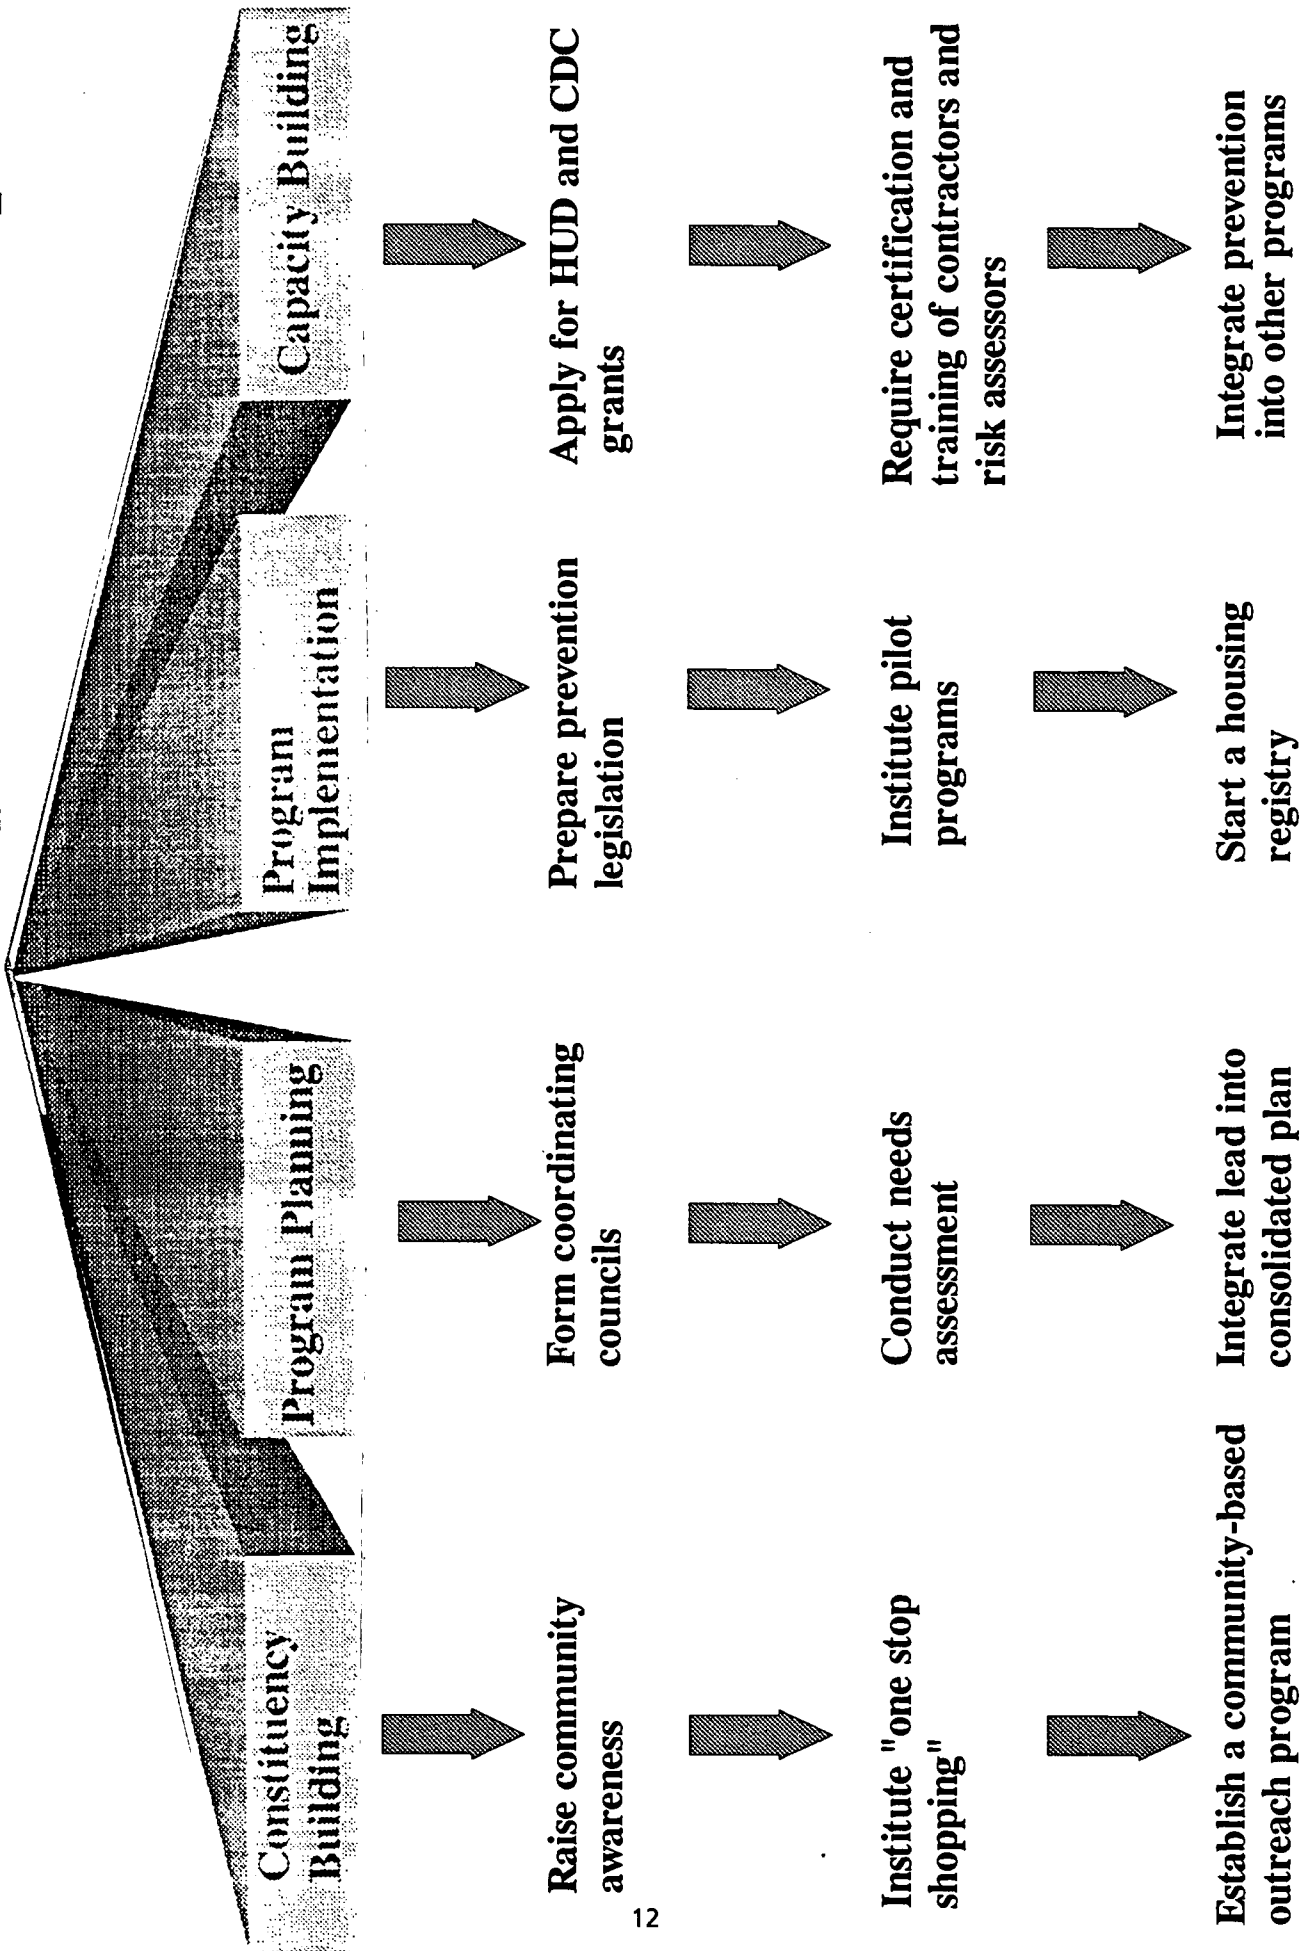 Constituency
Building
Program Planning
Program
Implementation
Capacity Building
Raise community
awareness
Form coordinating
councils
Prepare prevention
legislation
Apply for HUD and CDC
grants
Institute "one stop
shopping"
Conduct needs
assessment
Institute pilot
programs
Require certification and
training of contractors and
risk assessors
Establish a community-based
outreach program
Integrate lead into
consolidated plan
Start a housing
registry
Integrate prevention
into other programs
12